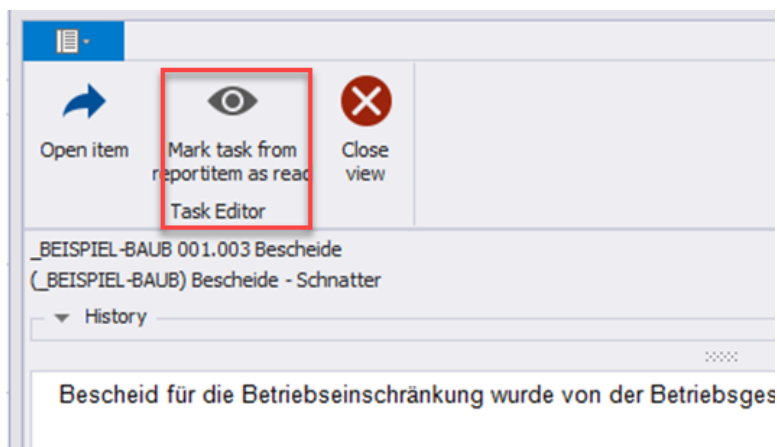 Open item
Mark task from
reportitem as read
Close
view
Task Editor
_BEISPIEL-BAUB 001.003 Bescheide
(_BEISPIEL-BAUB) Bescheide - Schnatter
History
Bescheid für die Betriebseinschränkung wurde von der Betriebsges